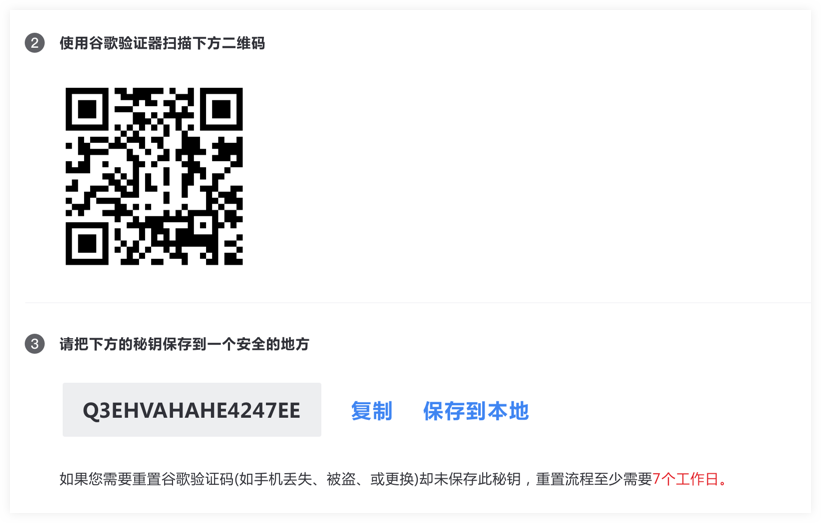 2 使用谷歌验证器扫描下方二维码
3 请把下方的秘钥保存到一个安全的地方
Q3EHVAHAHE4247EE 复制 保存到本地
如果您需要重置谷歌验证码(如手机丢失、被盗、或更换)却未保存此秘钥，重置流程至少需要7个工作日。